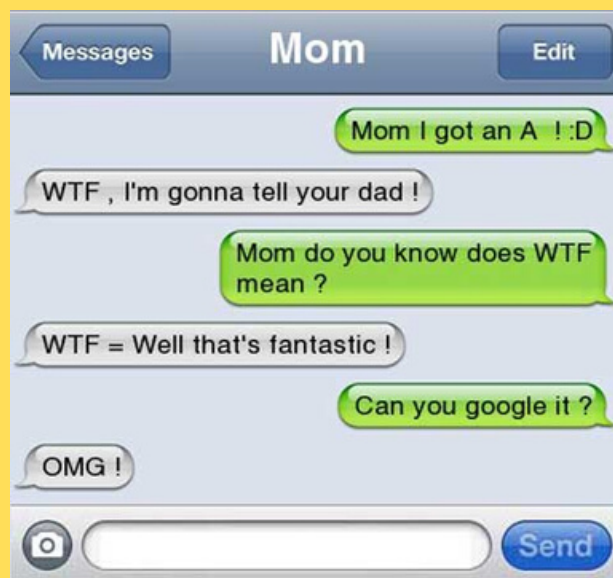 Messages
Mom
Edit
Mom I got an A  ! :D
WTF , I'm gonna tell your dad !
Mom do you know does WTF
mean ?
WTF = Well that's fantastic !
Can you google it ?
OMG !
Send